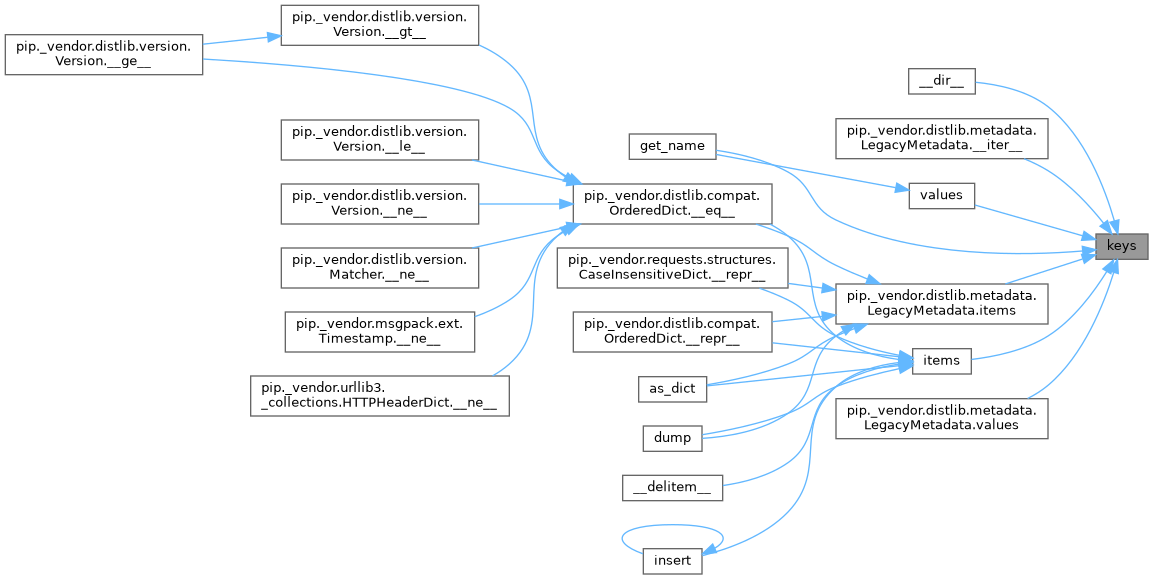 pip._vendor.distlib.version.
Version.__ge__
pip._vendor.distlib.version.
Version.__gt__
pip._vendor.distlib.version.
Version.__le__
pip._vendor.distlib.version.
Version.__ne__
pip._vendor.distlib.version.
Matcher.__ne__
pip._vendor.msgpack.ext.
Timestamp.__ne__
pip._vendor.urllib3.
_collections.HTTPHeaderDict.__ne__
get_name
pip._vendor.distlib.compat.
OrderedDict.__eq__
pip._vendor.requests.structures.
CaseInsensitiveDict.__repr__
pip._vendor.distlib.compat.
OrderedDict.__repr__
as_dict
dump
__delitem__
insert
__dir__
pip._vendor.distlib.metadata.
LegacyMetadata.__iter__
values
pip._vendor.distlib.metadata.
LegacyMetadata.items
items
pip._vendor.distlib.metadata.
LegacyMetadata.values
keys